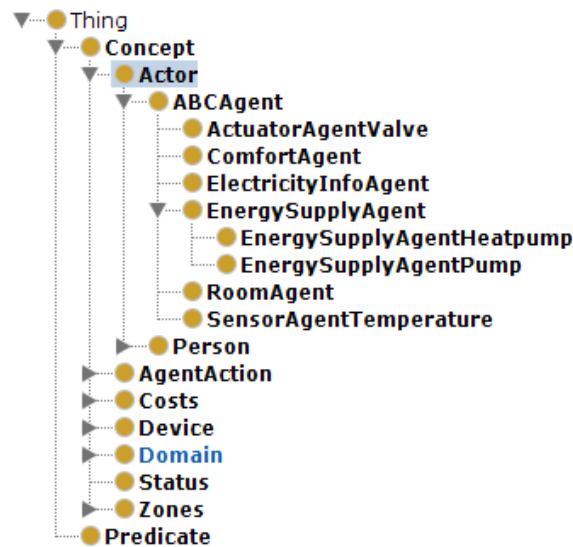 Thing
Concept
Actor
ABCAgent
ActuatorAgentValve
ComfortAgent
ElectricityInfoAgent
EnergySupplyAgent
EnergySupplyAgentHeatpump
EnergySupplyAgentPump
RoomAgent
SensorAgentTemperature
Person
AgentAction
Costs
Device
Domain
Status
Zones
Predicate